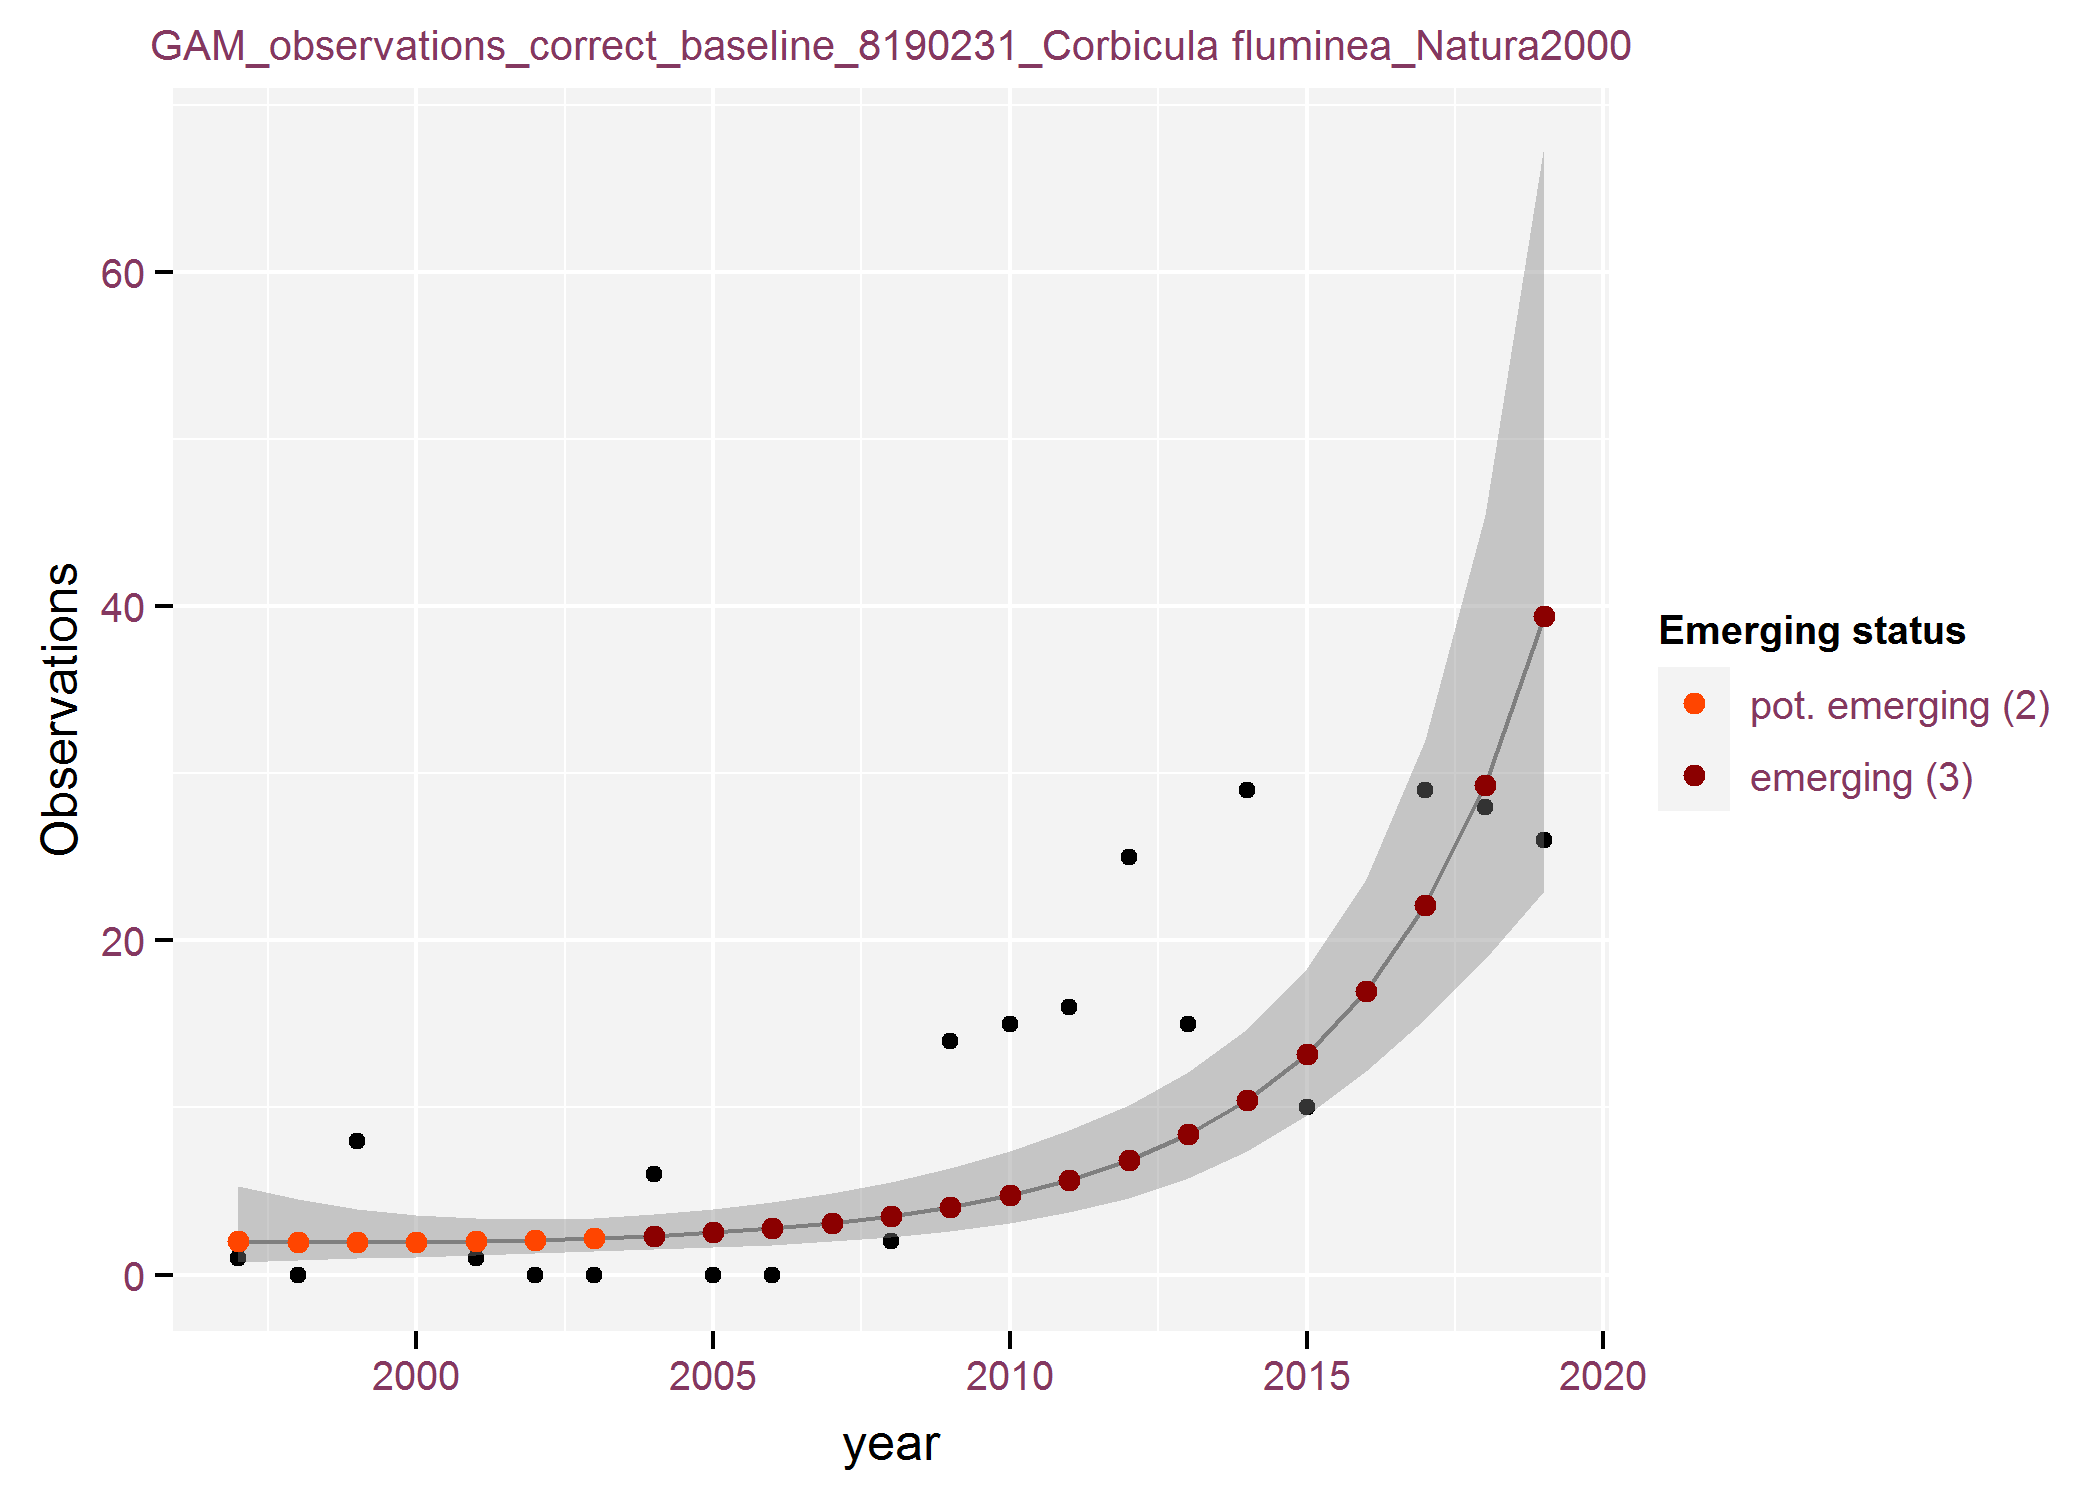 GAM_observations_correct_baseline_8190231_Corbicula fluminea_Natura2000
Observations
60
40
20
0
2000
2005
2010
2015
2020
year
Emerging status
pot. emerging (2)
emerging (3)